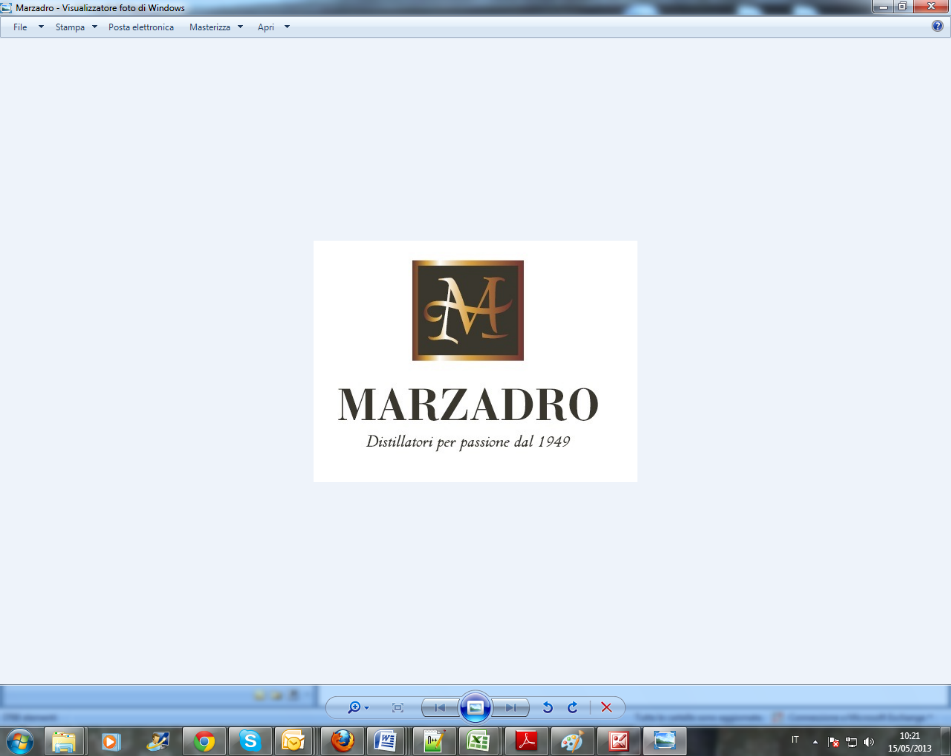 Marzadro - Visualizzatore foto di Windows
File Stampa Posta elettronica Masterizza Apri
M
MARZADRO
Distillatori per passione dal 1949
IT
10:21
15/05/2013